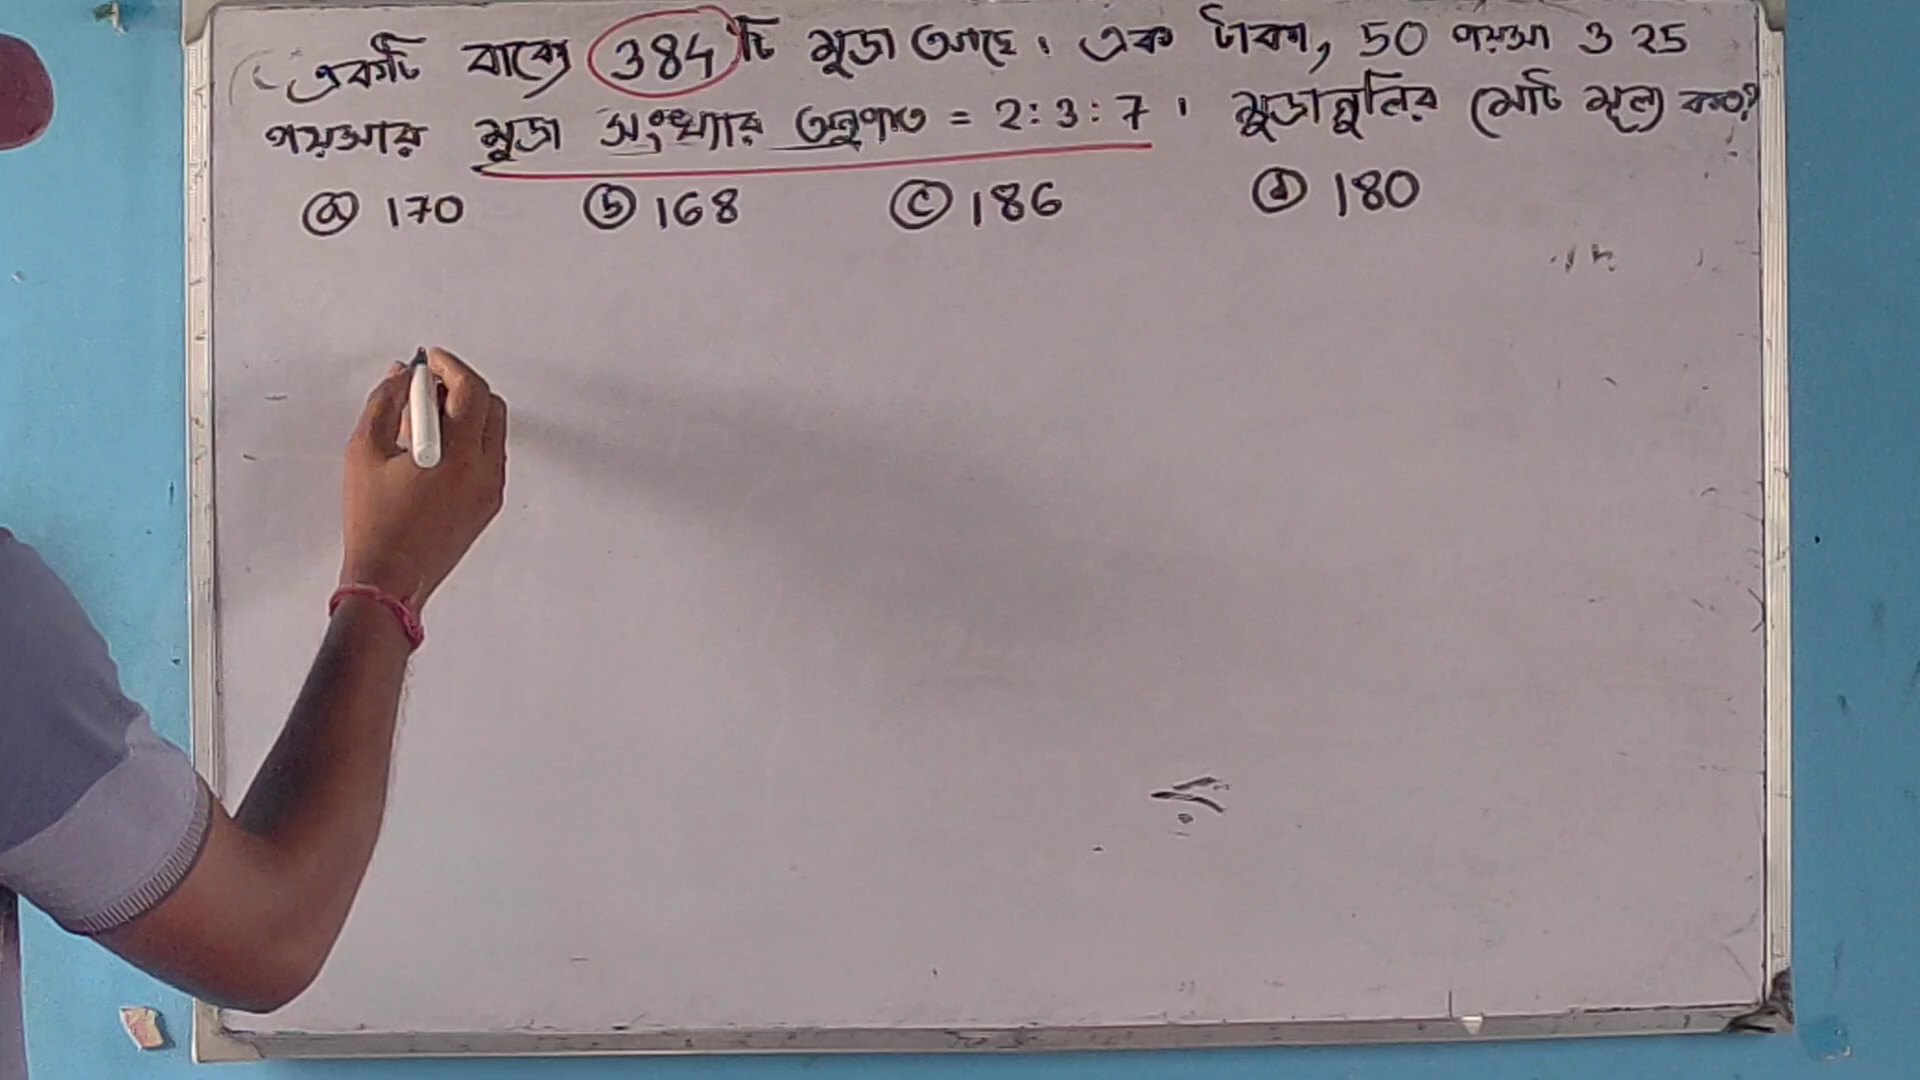 একটি বাক্সে 384 টি মুদ্রা আছে। এক টাকা, 50 পয়সা ও 25
পয়সার মুদ্রা সংখ্যার অনুপাত = 2:3:7। মুদ্রাগুলির মোট মূল্য কত?
ⓐ 170 ⓑ 168 ⓒ 186 ⓓ 180